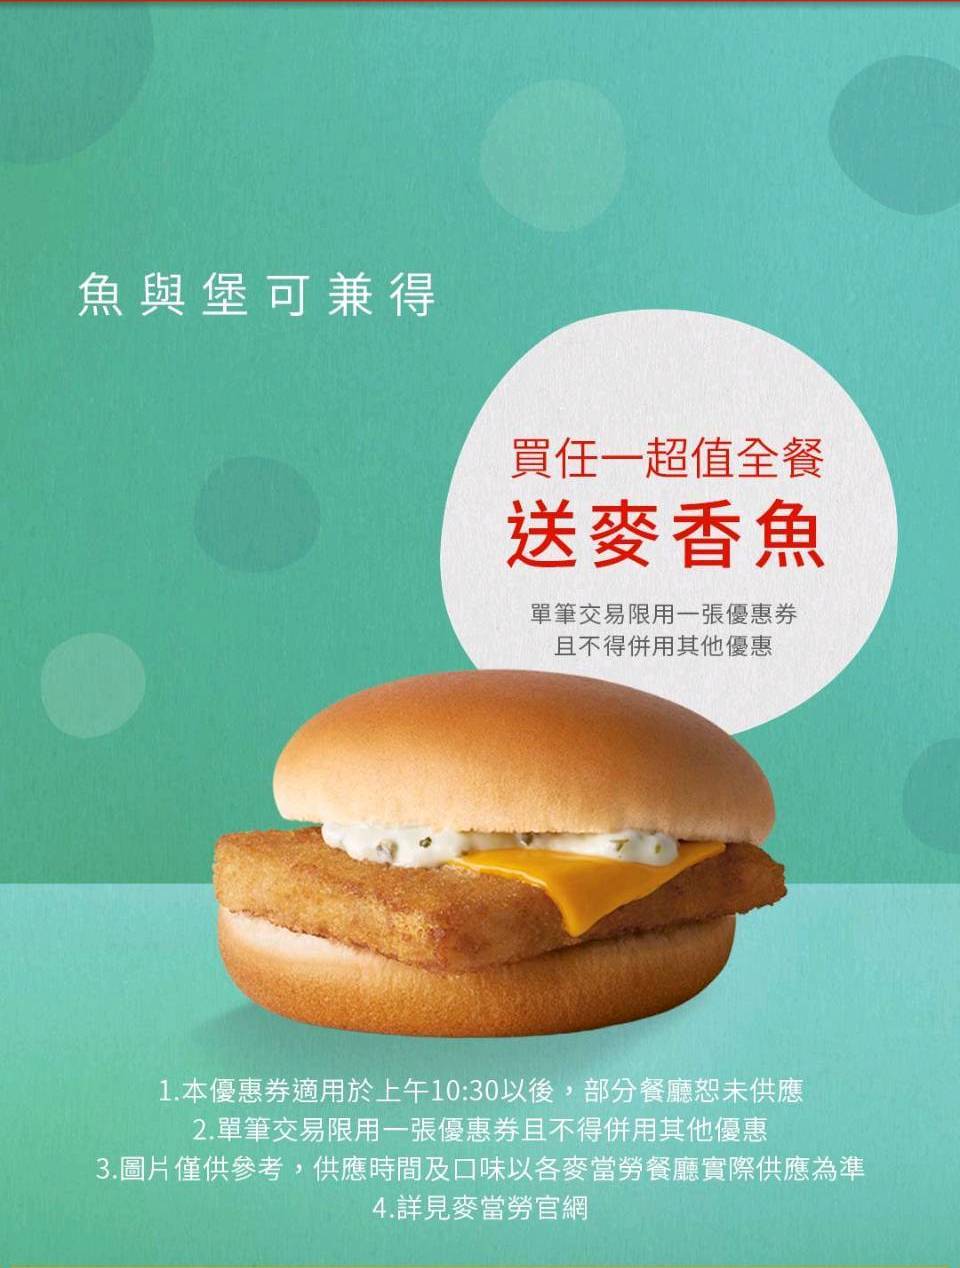 魚與堡可兼得
買任一超值全餐
送麥香魚
單筆交易限用一張優惠券
且不得併用其他優惠
1.本優惠券適用於上午10:30以後，部分餐廳恕未供應
2.單筆交易限用一張優惠券且不得併用其他優惠
3.圖片僅供參考，供應時間及口味以各麥當勞餐廳實際供應為準
4.詳見麥當勞官網